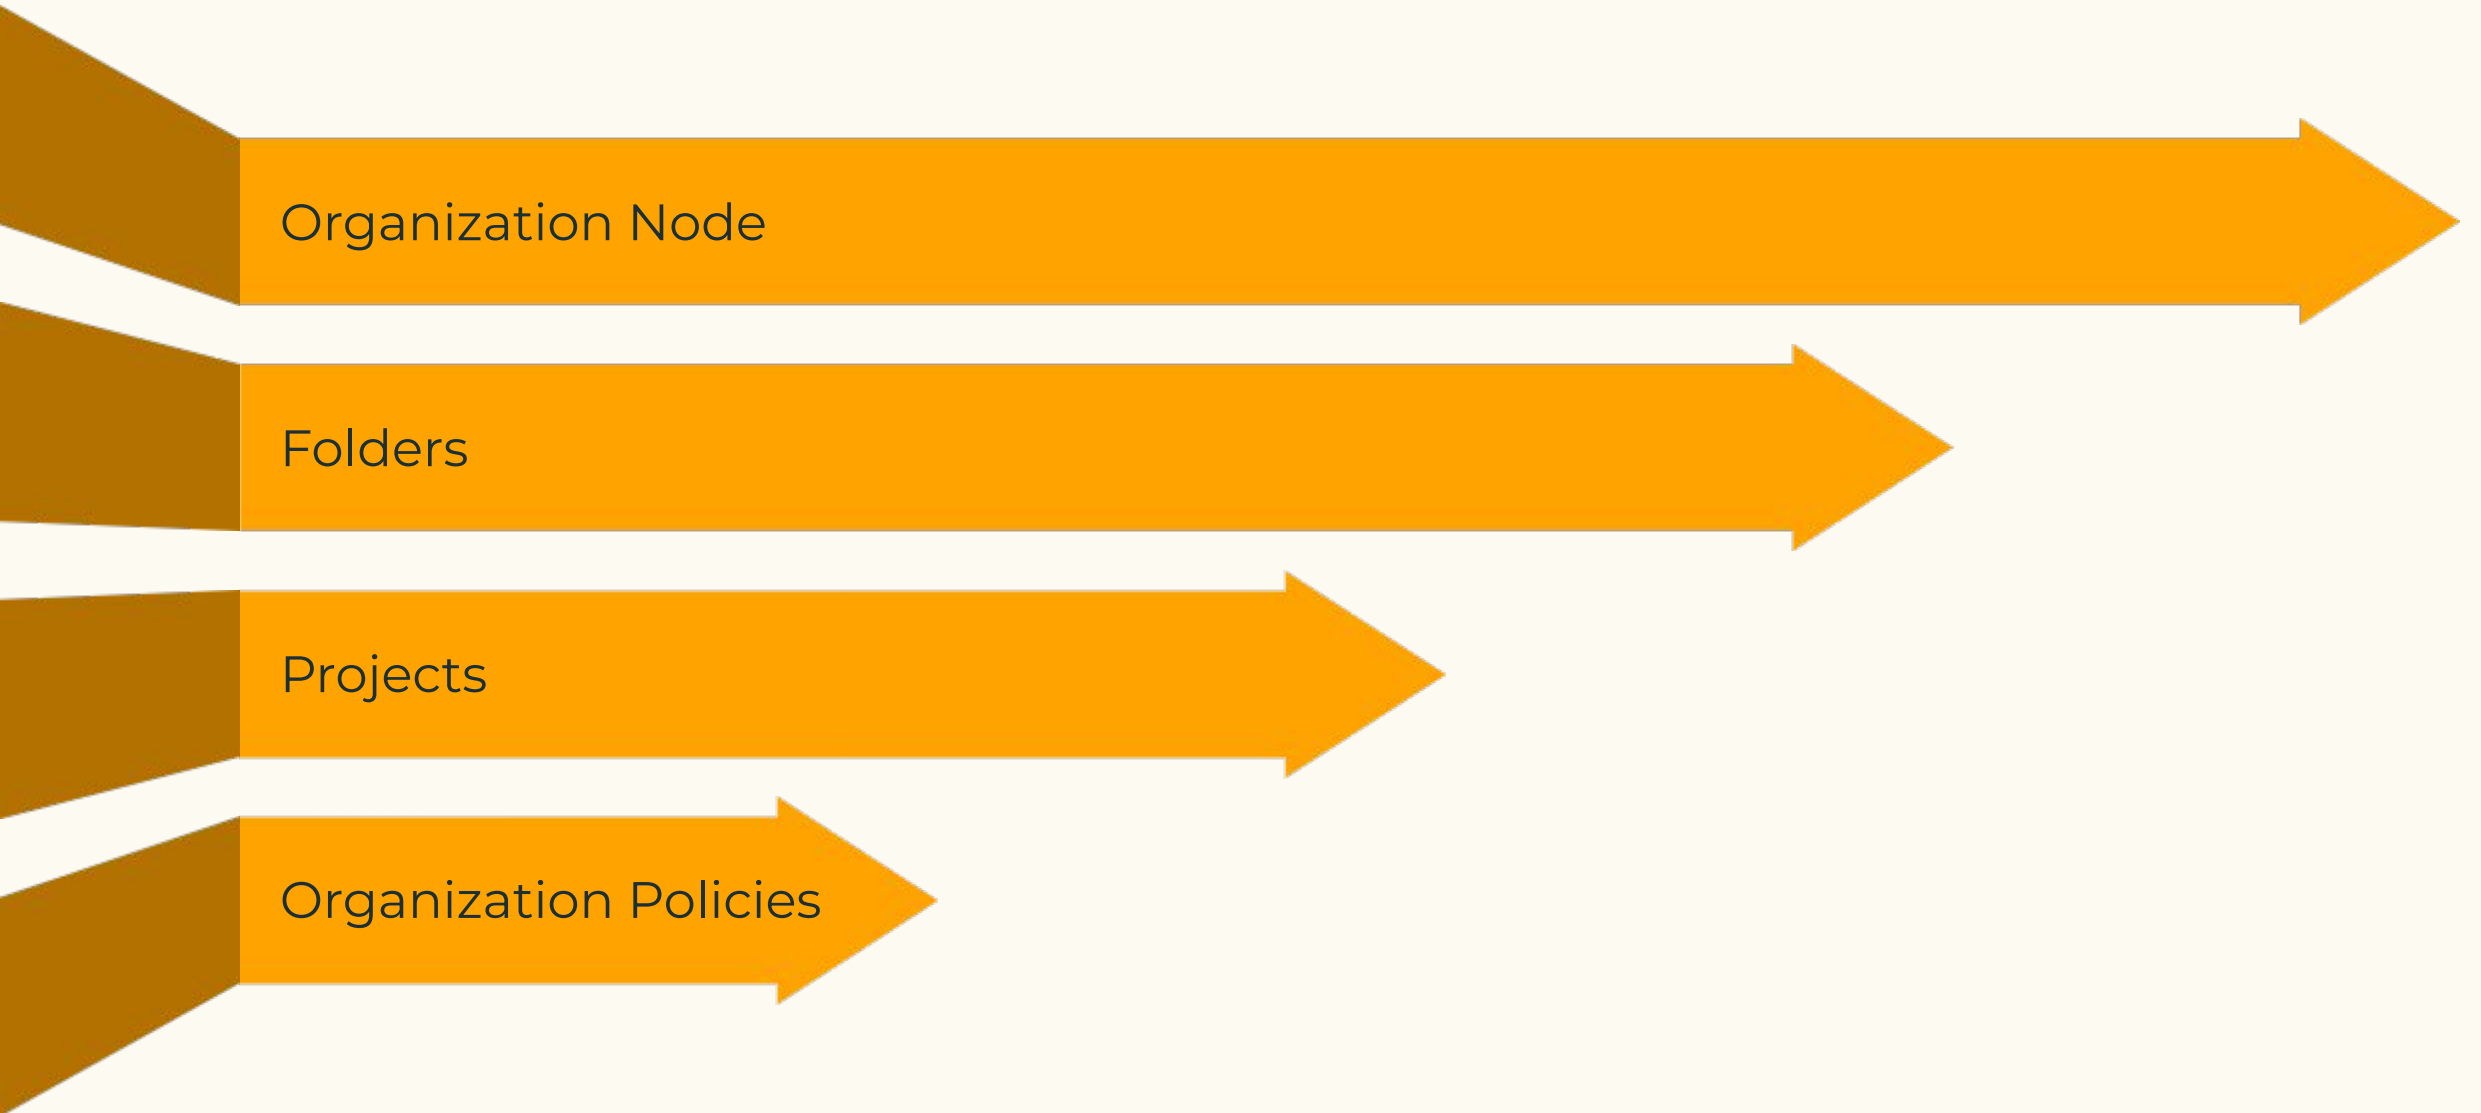 Organization Node
Folders
Projects
Organization Policies